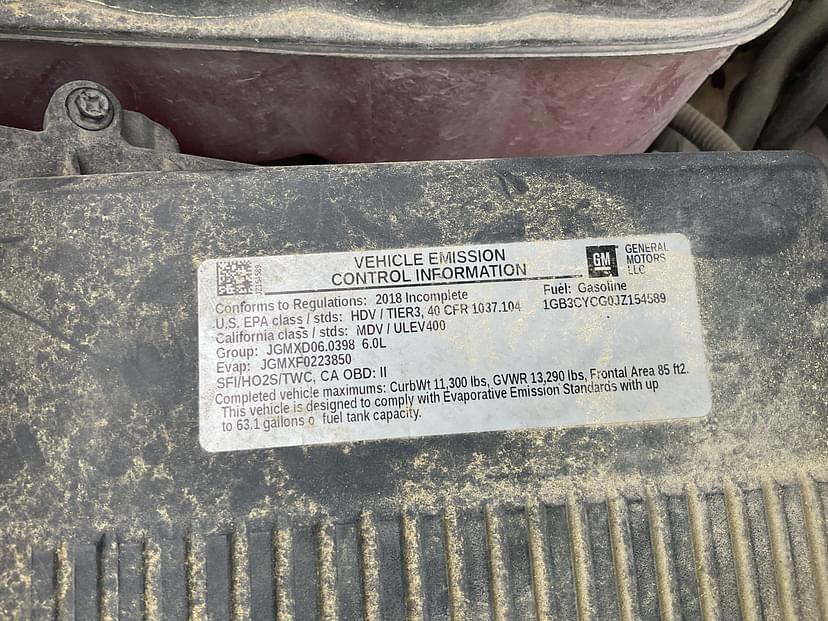 VEHICLE EMISSION
CONTROL INFORMATION
GM
GENERAL
MOTORS
LLC
Conforms to Regulations: 2018 Incomplete
Fuel: Gasoline
U.S. EPA class / stds: HDV / TIER3, 40 CFR 1037.104
1GB3CYCG0JZ154589
California class / stds: MDV / ULEV400
Group: JGMXD06.0398 6.0L
Evap: JGMXF0223850
SFI/HO2S/TWC, CA OBD: II
Completed vehicle maximums: CurbWt 11,300 lbs, GVWR 13,290 lbs, Frontal Area 85 ft2.
This vehicle is designed to comply with Evaporative Emission Standards with up
to 63.1 gallons o fuel tank capacity.